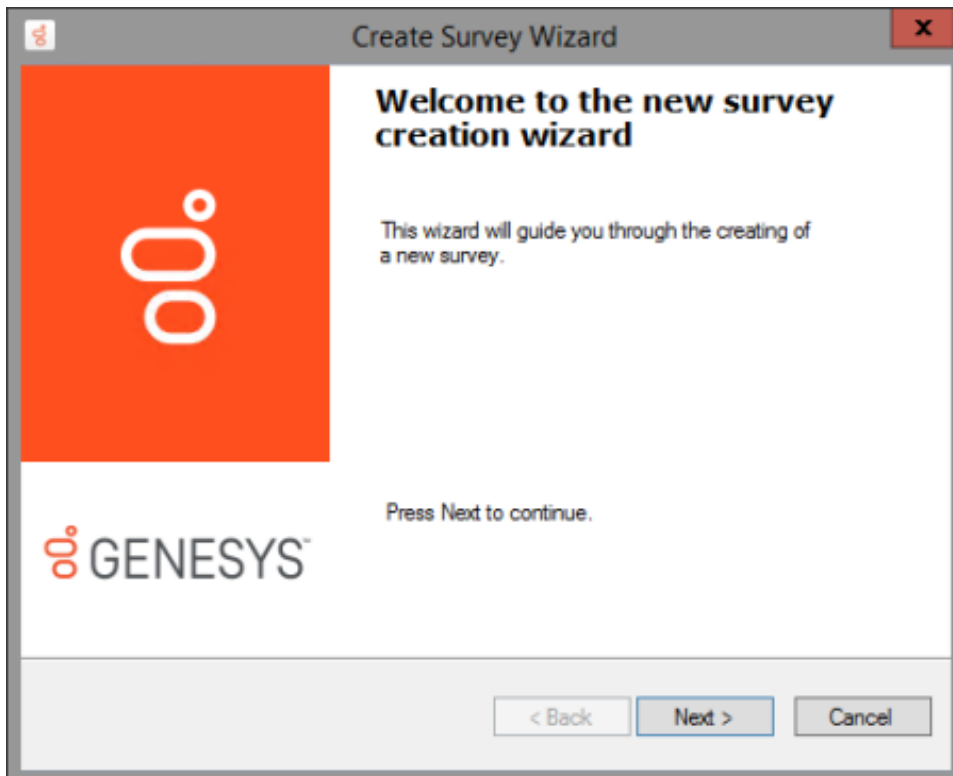 Create Survey Wizard
x
Welcome to the new survey
creation wizard
This wizard will guide you through the creating of
a new survey.
Press Next to continue.
GENESYS™
< Back
Next >
Cancel